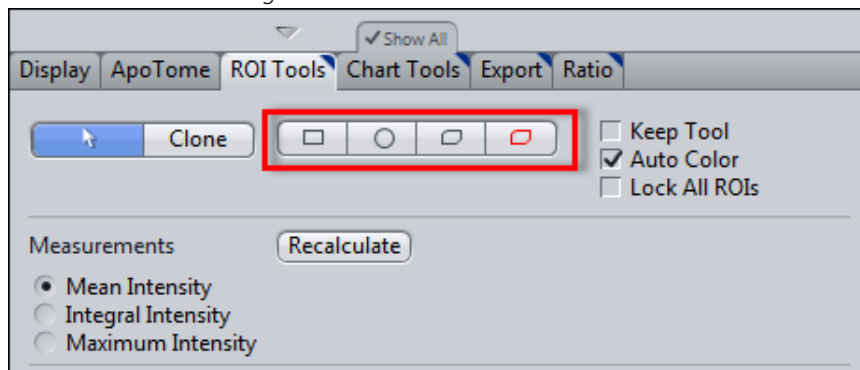 Show All
Display ApoTome ROI Tools Chart Tools Export Ratio
Clone
Keep Tool
Auto Color
Lock All ROIs
Measurements Recalculate
Mean Intensity
Integral Intensity
Maximum Intensity